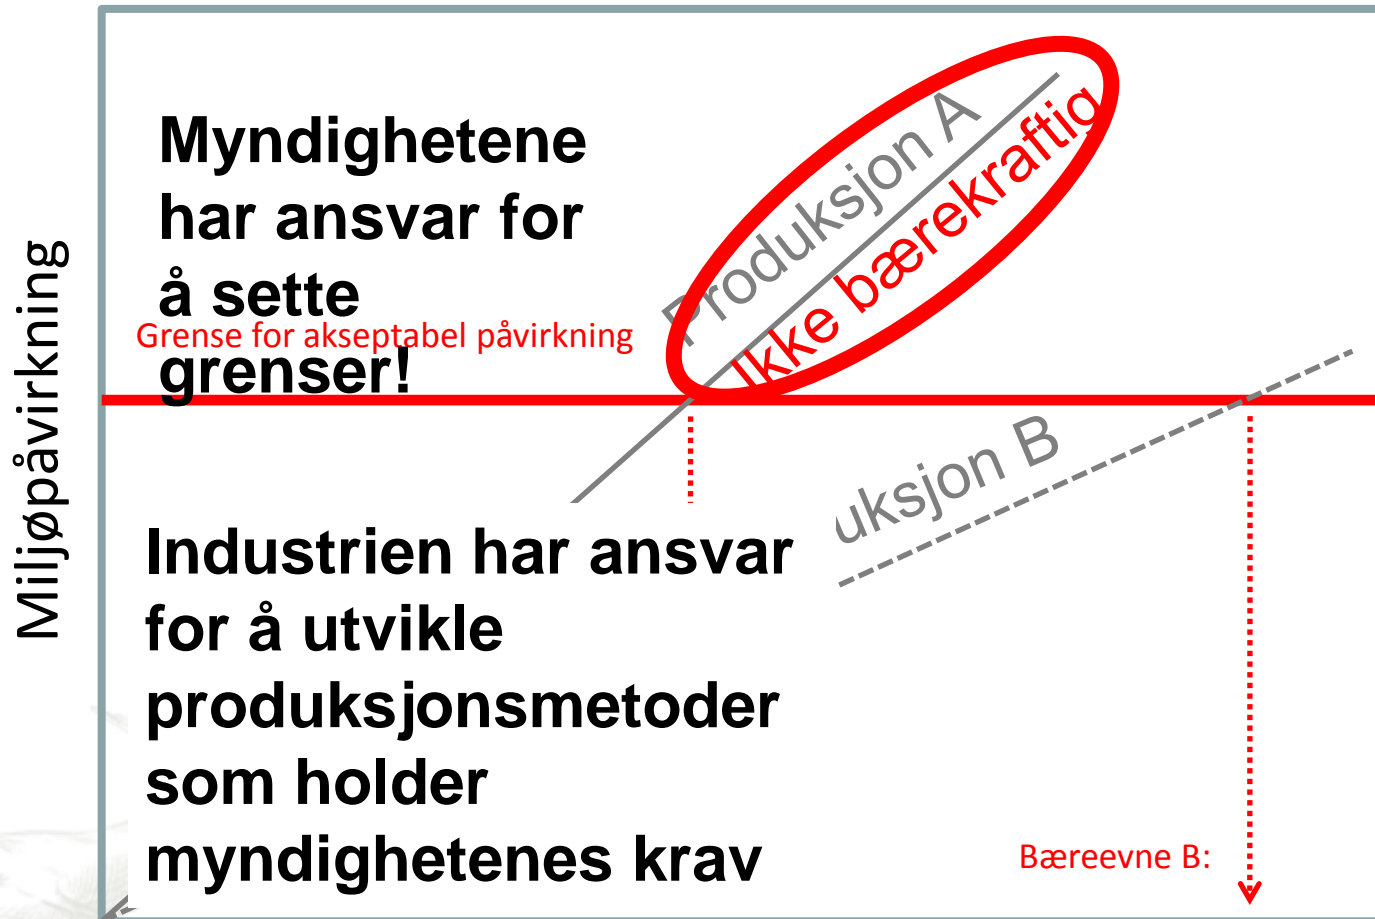 Miljøpåvirkning
Myndighetene
har ansvar for
å sette
grenser!
Grense for akseptabel påvirkning
Produksjon A
Ikke bærekraftig
uksjon B
Industrien har ansvar
for å utvikle
produksjonsmetoder
som holder
myndighetenes krav
Bæreevne B: